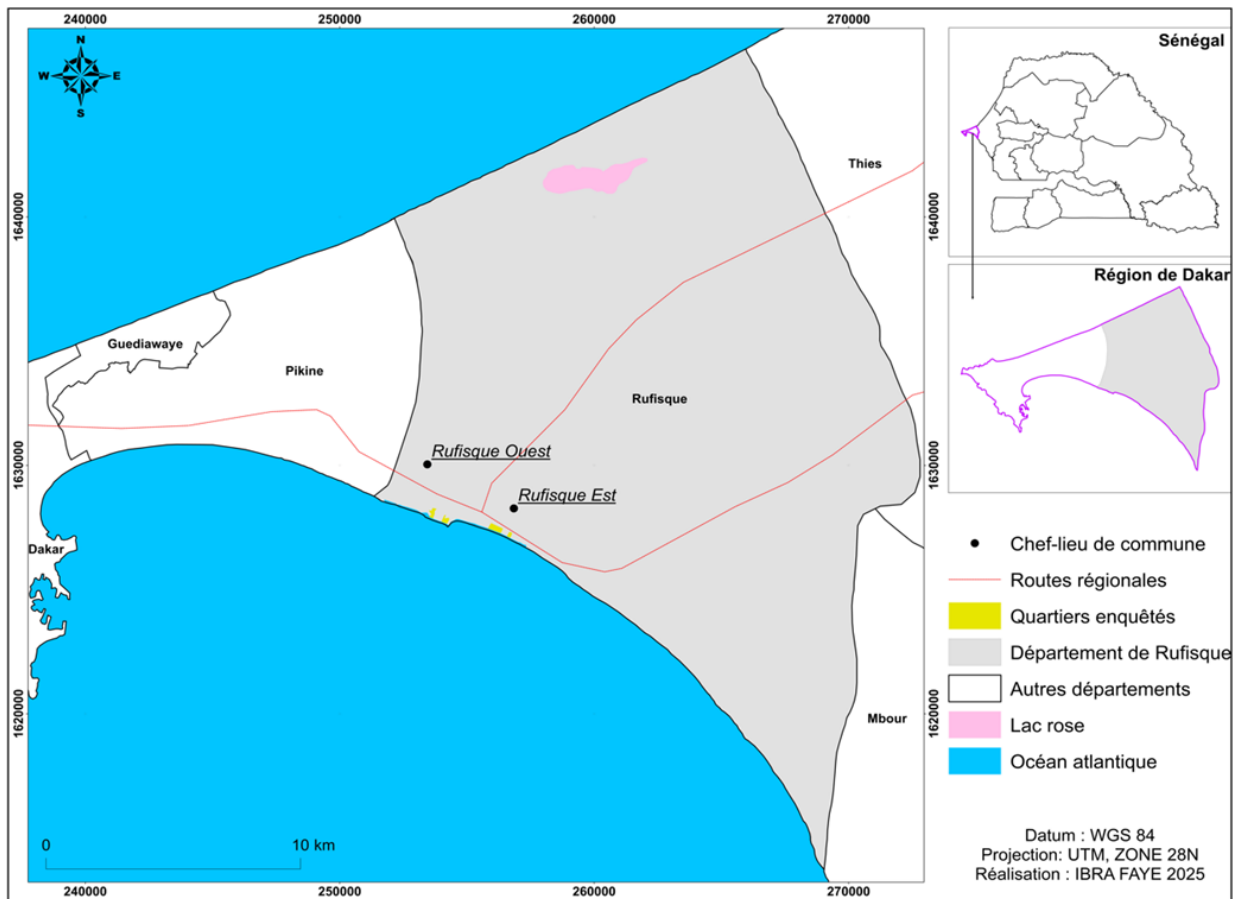 240000
250000
260000
270000
N
W
E
S
1640000
1640000
1630000
1630000
1620000
1620000
Thies
Guediawaye
Pikine
Rufisque
Rufisque Ouest
Rufisque Est
Dakar
Mbour
0
10 km
240000
250000
260000
270000
Sénégal
Région de Dakar
Chef-lieu de commune
Routes régionales
Quartiers enquêtés
Département de Rufisque
Autres départements
Lac rose
Océan atlantique
Datum : WGS 84
Projection: UTM, ZONE 28N
Réalisation : IBRA FAYE 2025